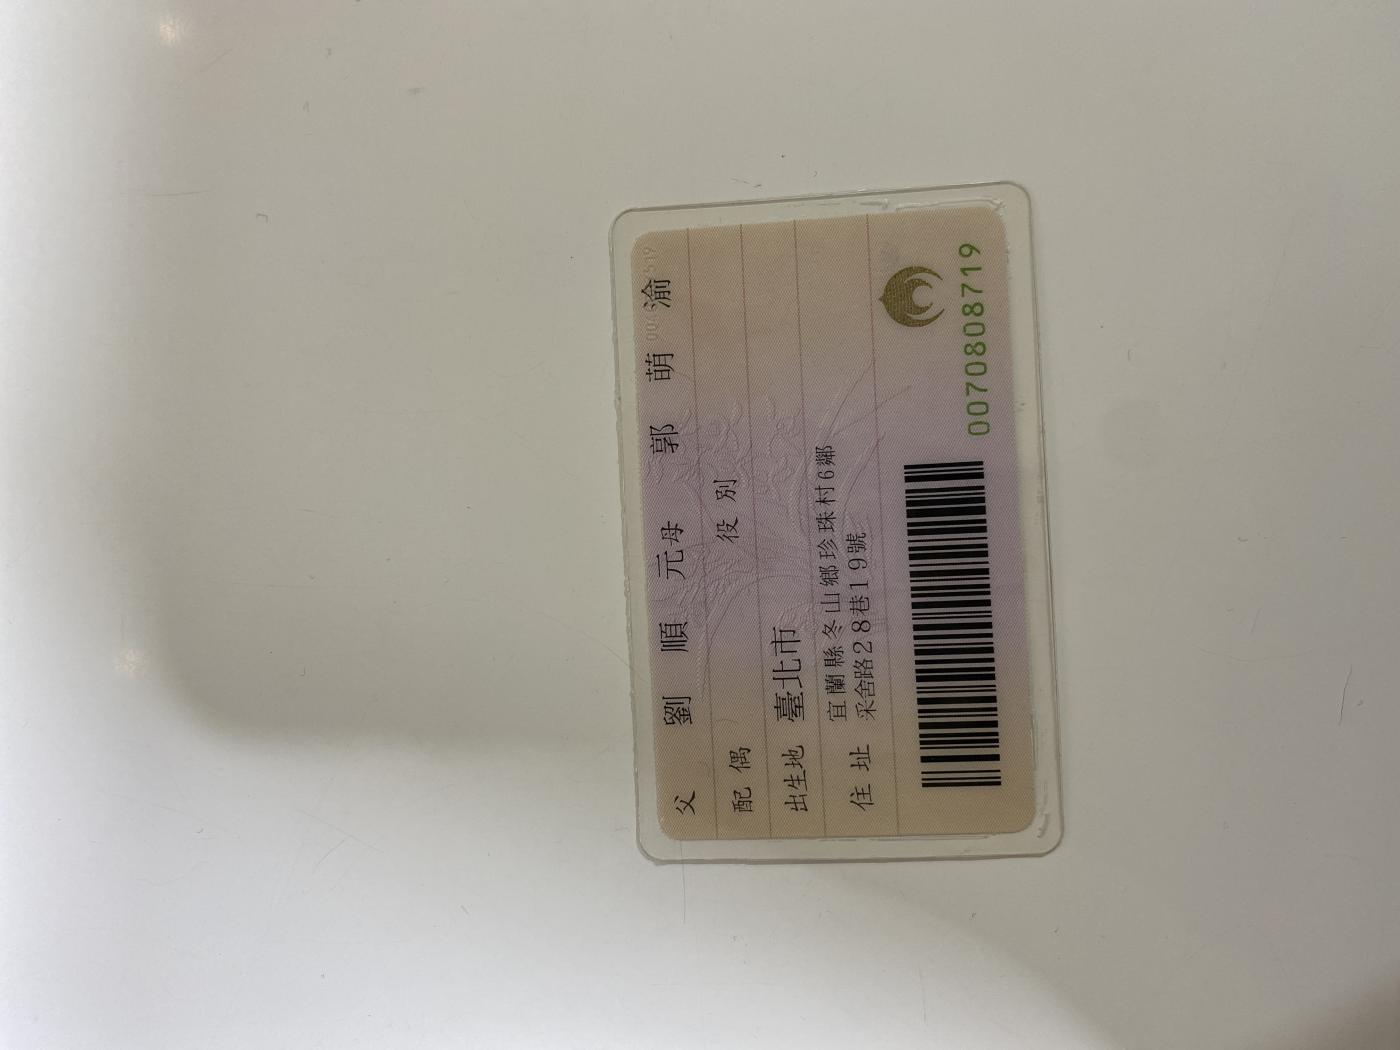 父 劉順元 母 郭萌渝
配偶 役別
出生地 臺北市
住址 宜蘭縣冬山鄉珍珠村6鄰
采舍路28巷19號
0070808719